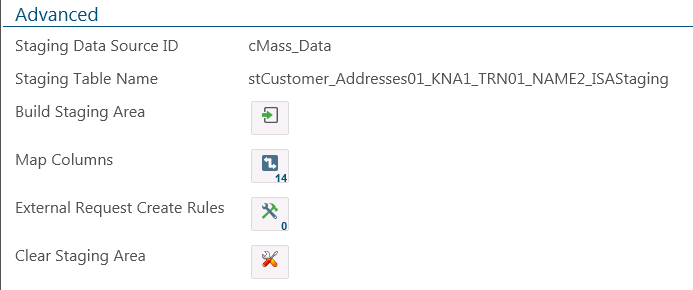 Advanced
Staging Data Source ID cMass_Data
Staging Table Name stCustomer_Addresses01_KNA1_TRN01_NAME2_ISAStaging
Build Staging Area
Map Columns 14
External Request Create Rules 0
Clear Staging Area